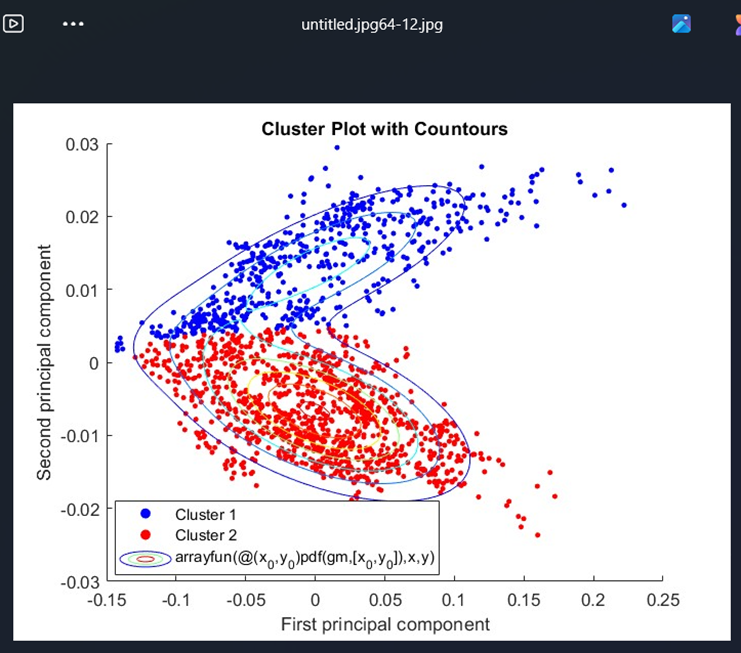 untitled.jpg64-12.jpg
Cluster Plot with Countours
0.03
0.02
0.01
0
-0.01
-0.02
-0.03
Second principal component
Cluster 1
Cluster 2
arrayfun(@(x0,y0)pdf(gm,[x0,y0]),x,y)
-0.15 -0.1 -0.05 0 0.05 0.1 0.15 0.2 0.25
First principal component